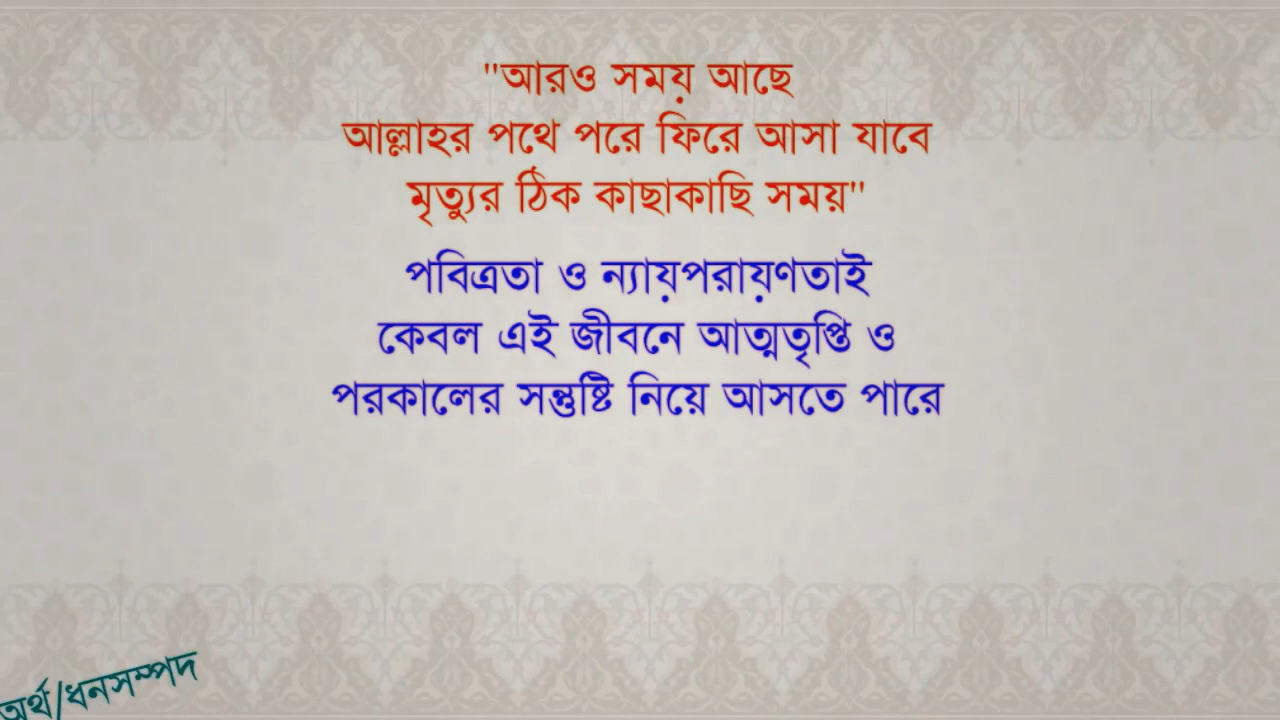 "আরও সময় আছে
আল্লাহর পথে পরে ফিরে আসা যাবে
মৃত্যুর ঠিক কাছাকাছি সময়"
পবিত্রতা ও ন্যায়পরায়ণতাই
কেবল এই জীবনে আত্মতৃপ্তি ও
পরকালের সন্তুষ্টি নিয়ে আসতে পারে
অর্থ/ধনসম্পদ